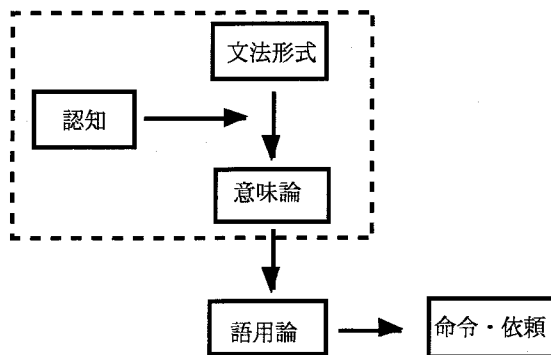 文法形式
認知
意味論
語用論
命令・依頼